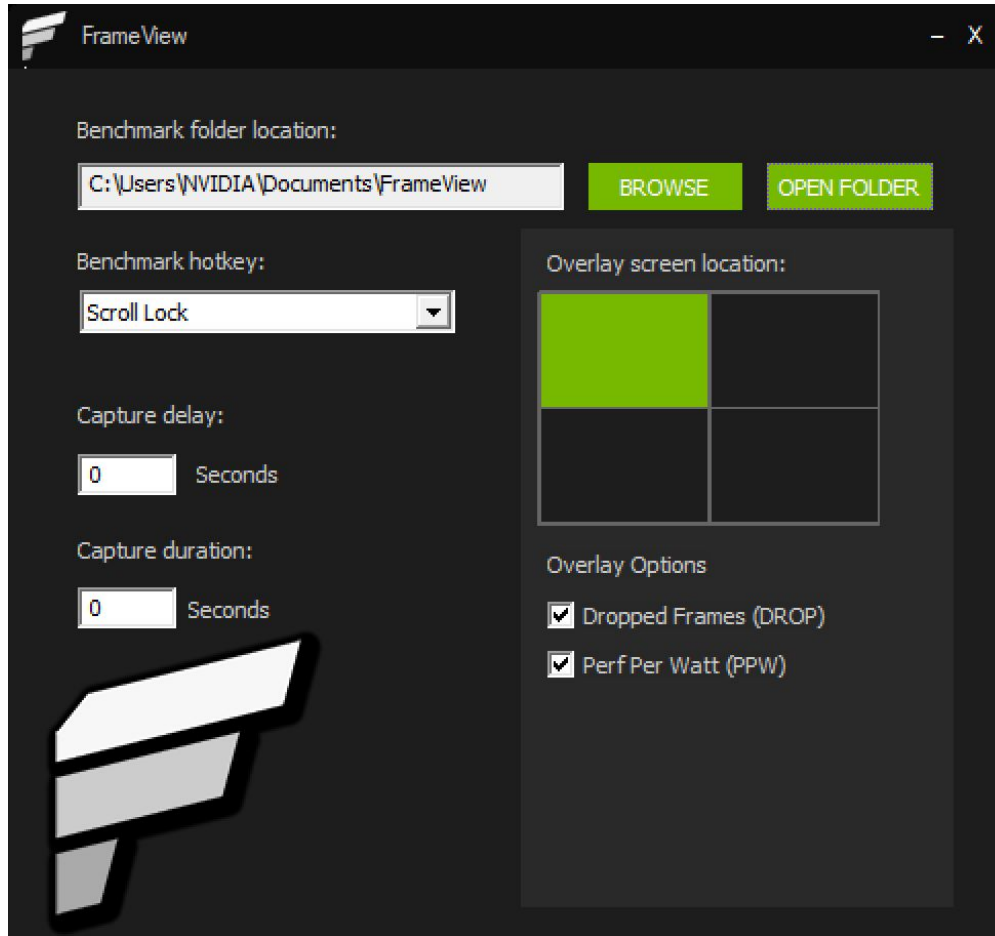 FrameView
– X
Benchmark folder location:
C:\Users\NVIDIA\Documents\FrameView
BROWSE
OPEN FOLDER
Benchmark hotkey:
Scroll Lock
Capture delay:
0 Seconds
Capture duration:
0 Seconds
Overlay screen location:
Overlay Options
Dropped Frames (DROP)
Perf Per Watt (PPW)